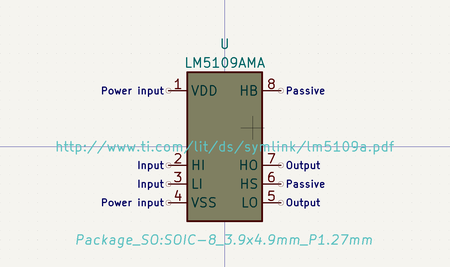 U
LM5109AMA
Power input 1 VDD HB 8 Passive
http://www.ti.com/lit/ds/symlink/lm5109a.pdf
Input 2 HI HO 7 Output
Input 3 LI HS 6 Passive
Power input 4 VSS LO 5 Output
Package_SO:SOIC-8_3.9x4.9mm_P1.27mm